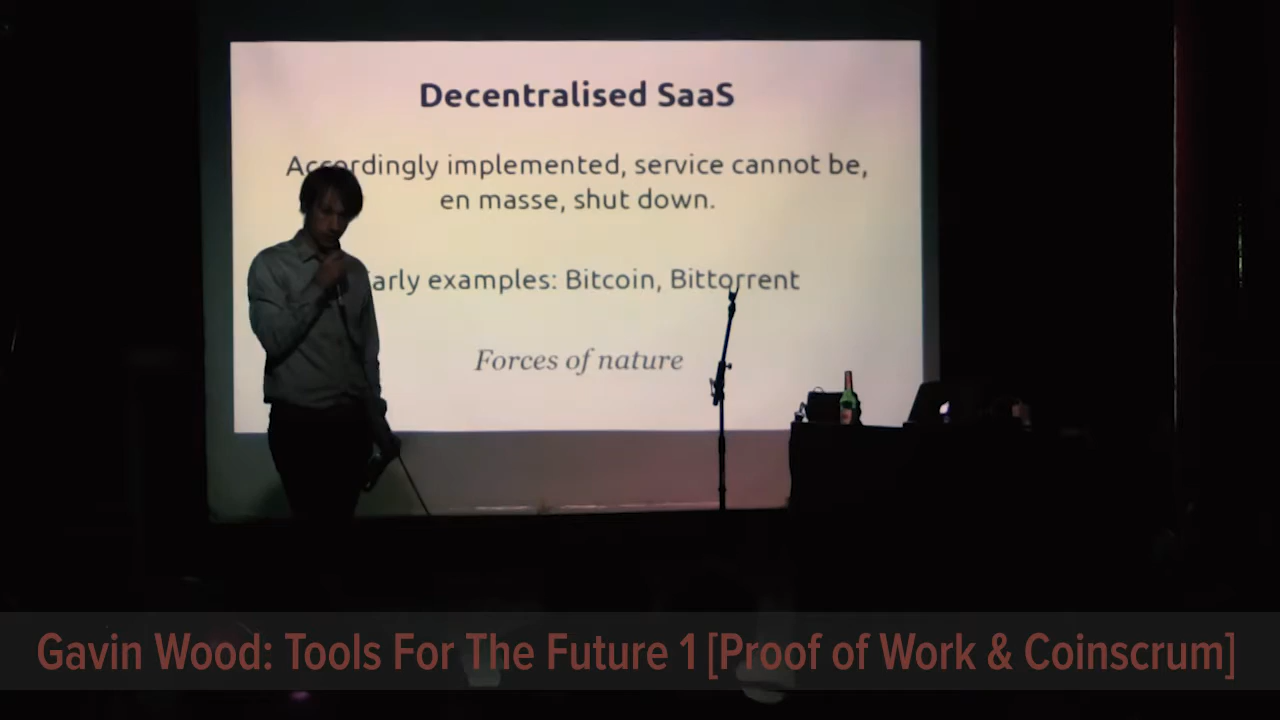 Decentralised SaaS
Accordingly implemented, service cannot be,
en masse, shut down.
Early examples: Bitcoin, Bittorrent
Forces of nature
Gavin Wood: Tools For The Future 1 [Proof of Work & Coinscrum]